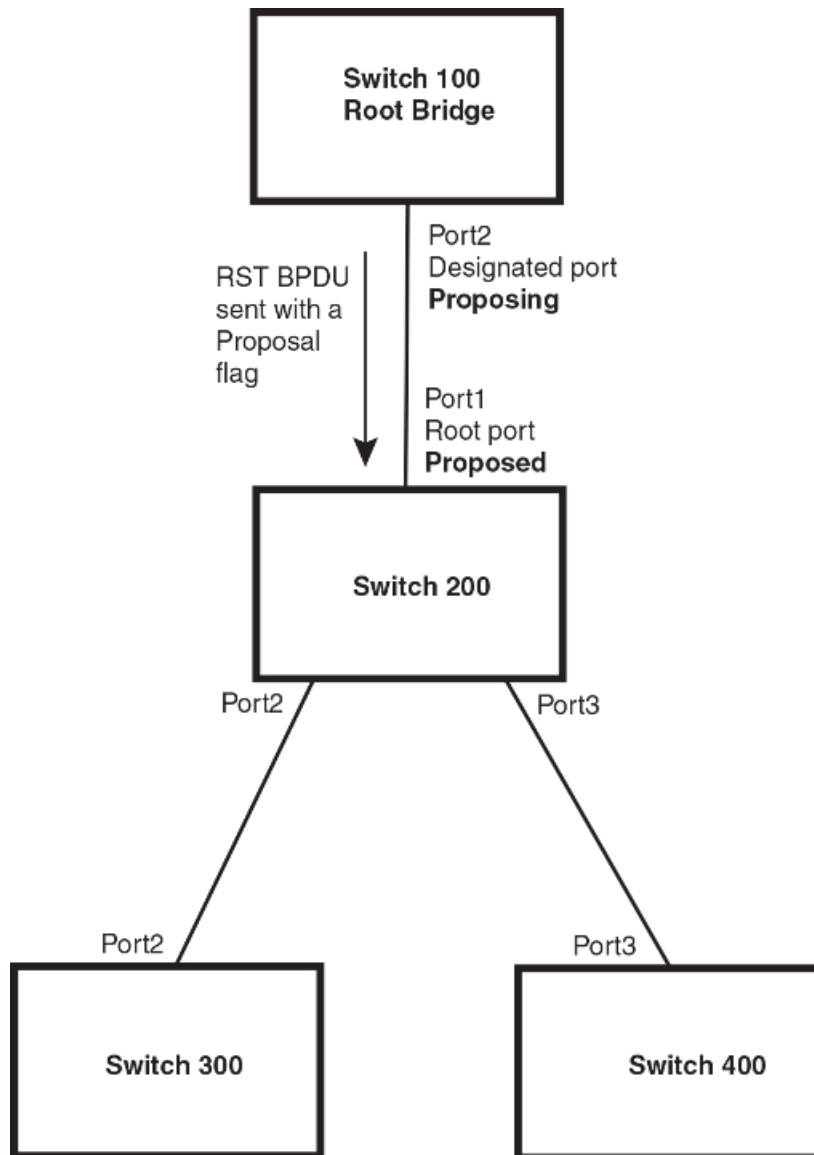 Switch 100
Root Bridge
Port2
Designated port
Proposing
RST BPDU
sent with a
Proposal
flag
Port1
Root port
Proposed
Switch 200
Port2
Port3
Port2
Port3
Switch 300
Switch 400